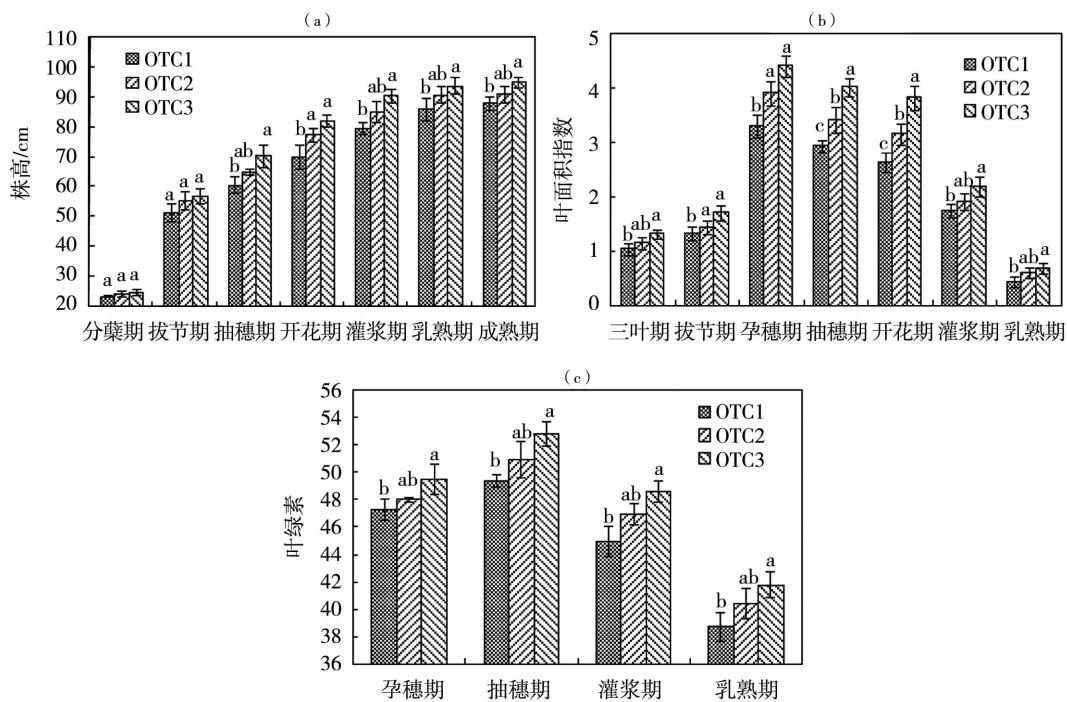 (a)
110
100
90
80
70
60
50
40
30
20
株高/cm
OTC1
OTC2
OTC3
a a a
a a a
b ab a
b a a
b ab a
b ab a
b ab a
分蘖期 拔节期 抽穗期 开花期 灌浆期 乳熟期 成熟期
(b)
5
4
3
2
1
0
叶面积指数
OTC1
OTC2
OTC3
b ab a
b a a
b a a
c b a
c b a
b ab a
b ab a
三叶期 拔节期 孕穗期 抽穗期 开花期 灌浆期 乳熟期
(c)
56
54
52
50
48
46
44
42
40
38
36
叶绿素
OTC1
OTC2
OTC3
b ab a
b ab a
b ab a
b ab a
孕穗期 抽穗期 灌浆期 乳熟期